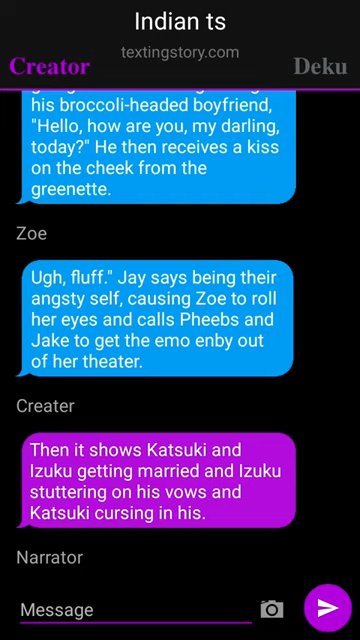 Indian ts
textingstory.com
Creator
Deku
his broccoli-headed boyfriend,
"Hello, how are you, my darling,
today?" He then receives a kiss
on the cheek from the
greenette.
Zoe
Ugh, fluff." Jay says being their
angsty self, causing Zoe to roll
her eyes and calls Pheebs and
Jake to get the emo enby out
of her theater.
Creater
Then it shows Katsuki and
Izuku getting married and Izuku
stuttering on his vows and
Katsuki cursing in his.
Narrator
Message